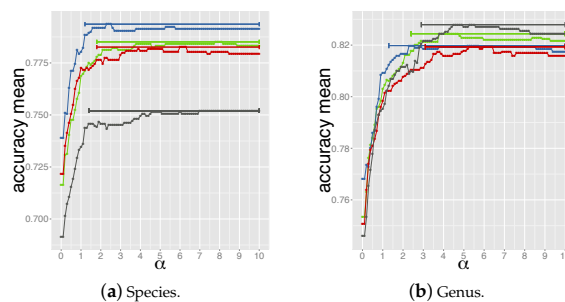 accuracy mean
0.775
0.750
0.725
0.700
0 1 2 3 4 5 6 7 8 9 10
α
(a) Species.
accuracy mean
0.82
0.80
0.78
0.76
0 1 2 3 4 5 6 7 8 9 10
α
(b) Genus.